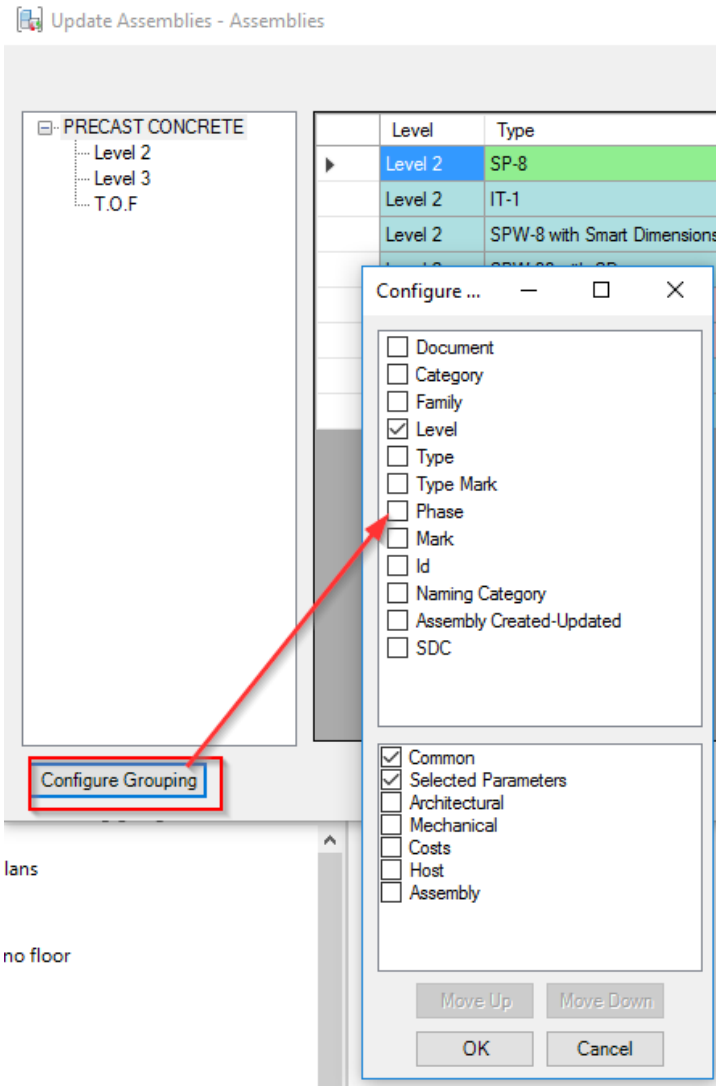 Update Assemblies - Assemblies
PRECAST CONCRETE
Level 2
Level 3
T.O.F
Level Type
Level 2 SP-8
Level 2 IT-1
Level 2 SPW-8 with Smart Dimensions
Configure ...
Document
Category
Family
Level
Type
Type Mark
Phase
Mark
Id
Naming Category
Assembly Created-Updated
SDC
Common
Selected Parameters
Architectural
Mechanical
Costs
Host
Assembly
Move Up Move Down
OK Cancel
Configure Grouping
lans
no floor